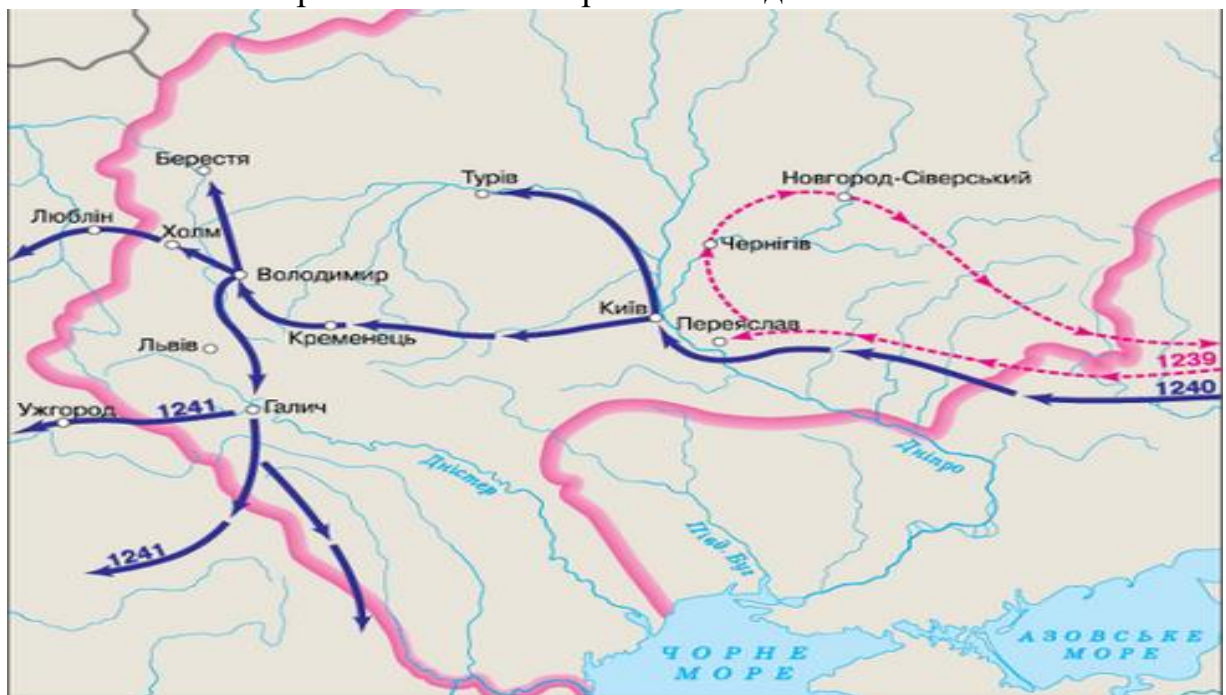 Берестя
Турів
Новгород-Сіверський
Люблін
Холм
Чернігів
Володимир
Київ
Переяслав
Кременець
Львів
1239
1240
Ужгород
1241
Галич
Дністер
Дніпро
Півд. Буг
1241
ЧОРНЕ
МОРЕ
АЗОВСЬКЕ
МОРЕ